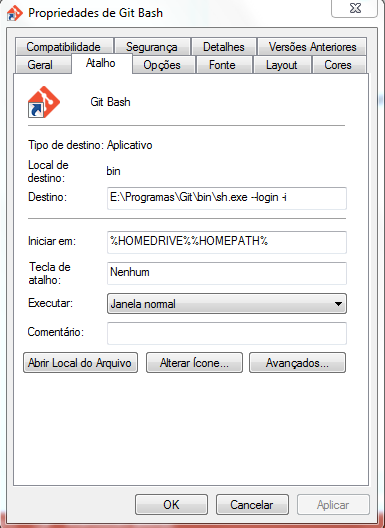 Propriedades de Git Bash
Compatibilidade Segurança Detalhes Versões Anteriores
Geral Atalho Opções Fonte Layout Cores
Git Bash
Tipo de destino: Aplicativo
Local de destino: bin
Destino: E:\Programas\Git\bin\sh.exe --login -i
Iniciar em: %HOMEDRIVE%%HOMEPATH%
Tecla de atalho: Nenhum
Executar: Janela normal
Comentário:
Abrir Local do Arquivo Alterar Ícone... Avançados...
OK Cancelar Aplicar